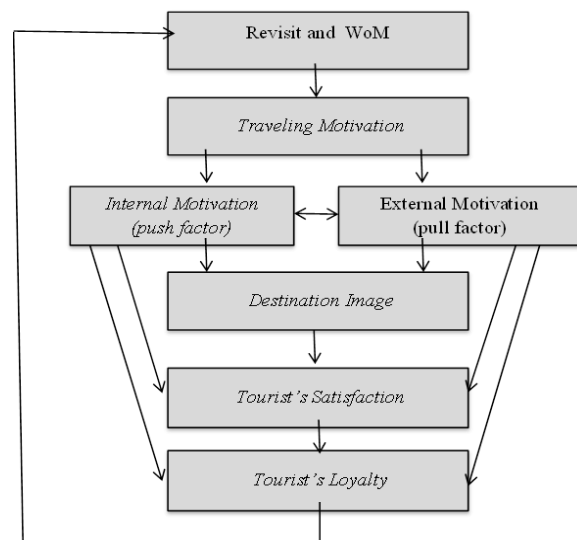 Revisit and WoM
Traveling Motivation
Internal Motivation
(push factor)
External Motivation
(pull factor)
Destination Image
Tourist's Satisfaction
Tourist's Loyalty